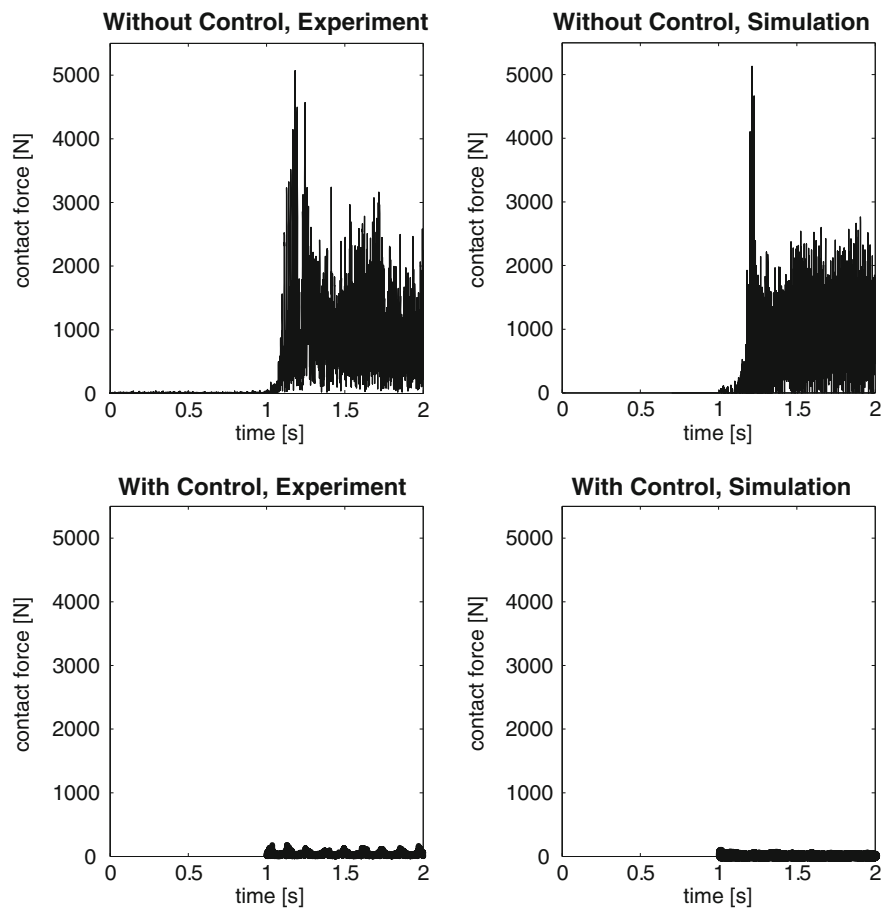 Without Control, Experiment
5000
4000
3000
2000
1000
0
contact force [N]
0 0.5 1 1.5 2
time [s]
Without Control, Simulation
5000
4000
3000
2000
1000
0
contact force [N]
0 0.5 1 1.5 2
time [s]
With Control, Experiment
5000
4000
3000
2000
1000
0
contact force [N]
0 0.5 1 1.5 2
time [s]
With Control, Simulation
5000
4000
3000
2000
1000
0
contact force [N]
0 0.5 1 1.5 2
time [s]